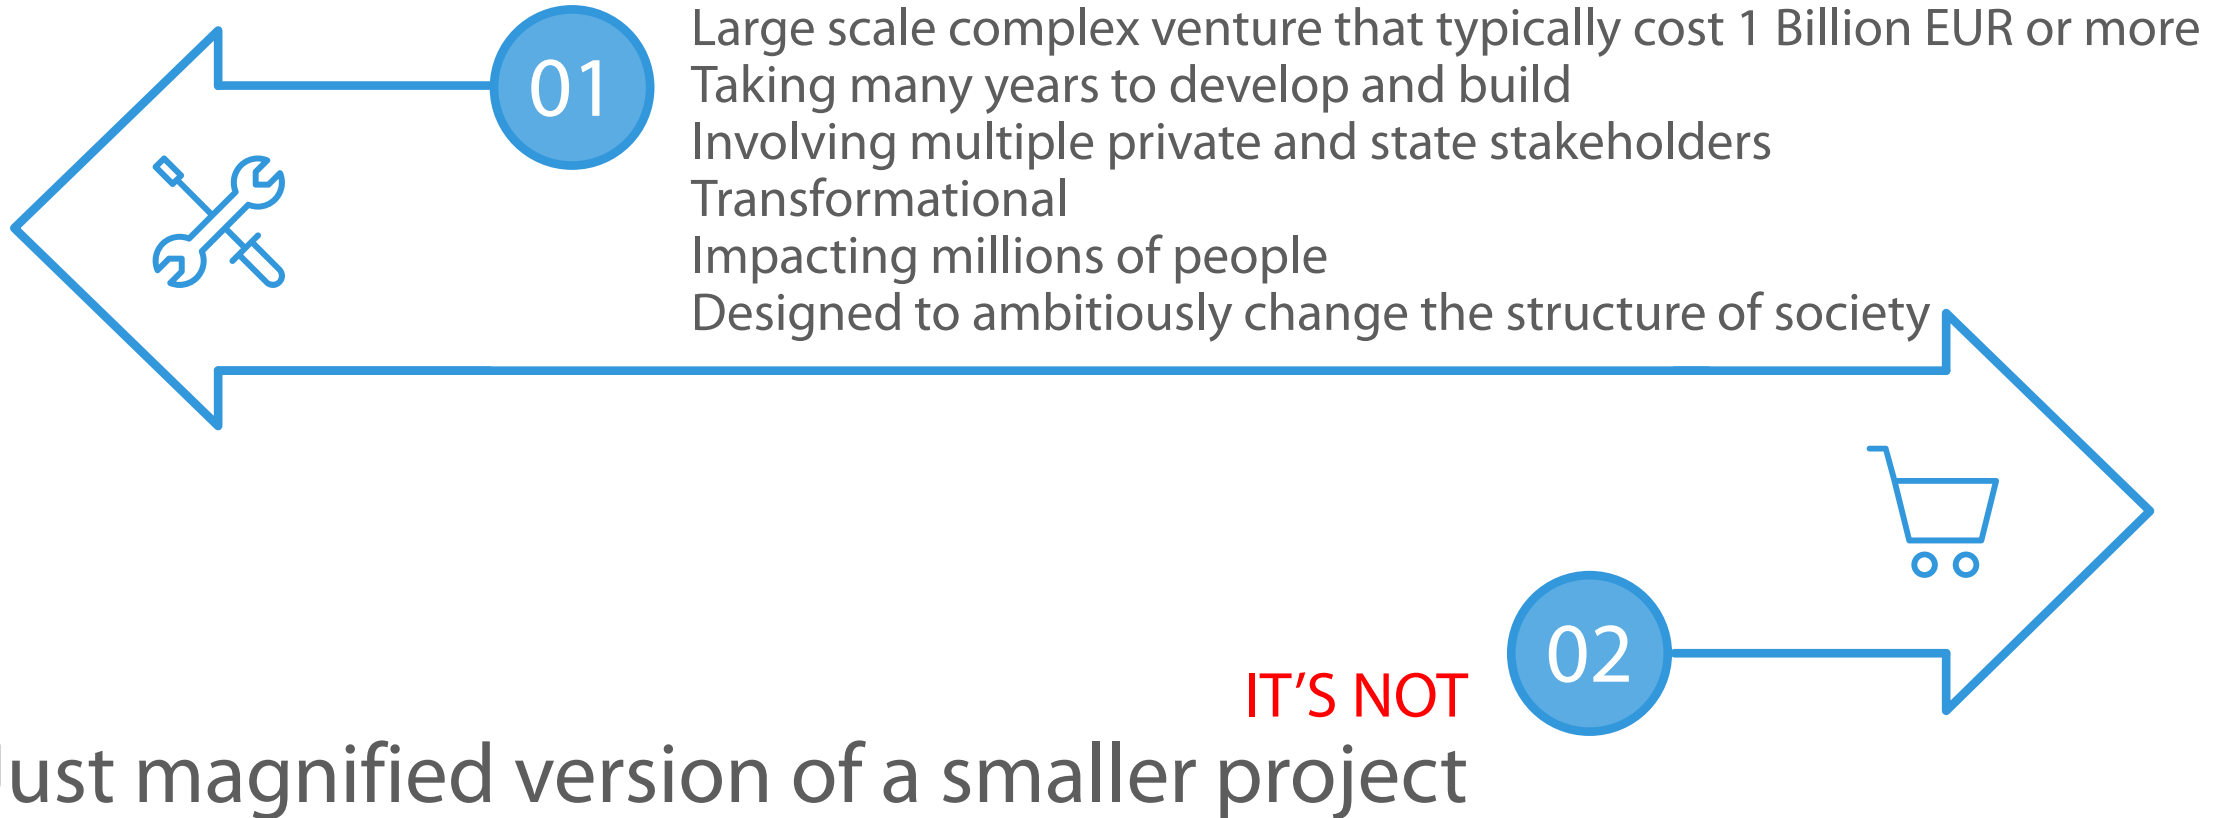 01
Large scale complex venture that typically cost 1 Billion EUR or more
Taking many years to develop and build
Involving multiple private and state stakeholders
Transformational
Impacting millions of people
Designed to ambitiously change the structure of society
02
IT’S NOT
Just magnified version of a smaller project